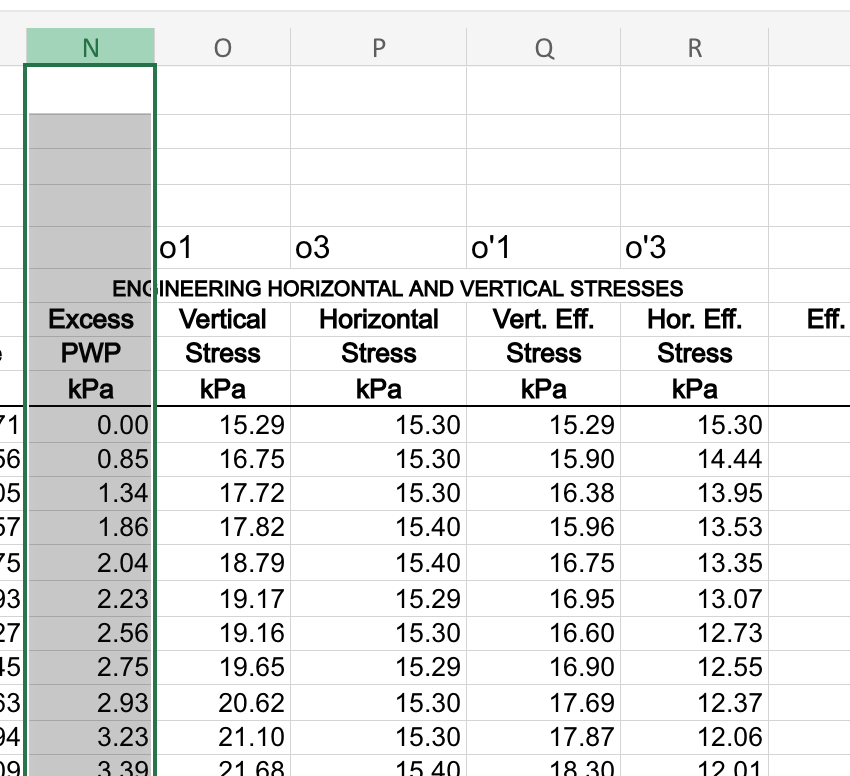 N O P Q R
o1 o3 o'1 o'3
ENGINEERING HORIZONTAL AND VERTICAL STRESSES
Excess Vertical Horizontal Vert. Eff. Hor. Eff. Eff.
PWP Stress Stress Stress Stress
kPa kPa kPa kPa kPa
71 0.00 15.29 15.30 15.29 15.30
56 0.85 16.75 15.30 15.90 14.44
05 1.34 17.72 15.30 16.38 13.95
57 1.86 17.82 15.40 15.96 13.53
75 2.04 18.79 15.40 16.75 13.35
93 2.23 19.17 15.29 16.95 13.07
27 2.56 19.16 15.30 16.60 12.73
45 2.75 19.65 15.29 16.90 12.55
63 2.93 20.62 15.30 17.69 12.37
94 3.23 21.10 15.30 17.87 12.06
09 3.39 21.68 15.40 18.30 12.01